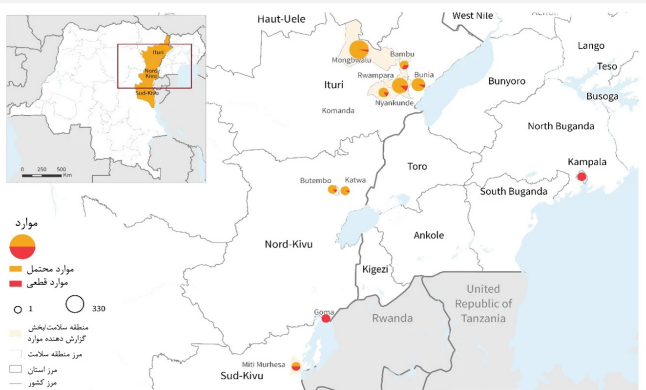 Haut-Uele
West Nile
Lango
Teso
Busoga
Mongbwalu
Bambu
Ituri
Rwampara
Bunia
Nyankunde
Komanda
Bunyoro
North Buganda
Kampala
Toro
South Buganda
Butembo
Katwa
Nord-Kivu
Ankole
Kigezi
Goma
Rwanda
United
Republic of
Tanzania
Miti Murhesa
Sud-Kivu
Ituri
Nord-
Kivu
Sud-Kivu
0 250 500
Km
موارد
موارد محتمل
موارد قطعی
1 330
منطقه سلامت/بخش
گزارش دهنده موارد
مرز منطقه سلامت
مرز استان
مرز کشور